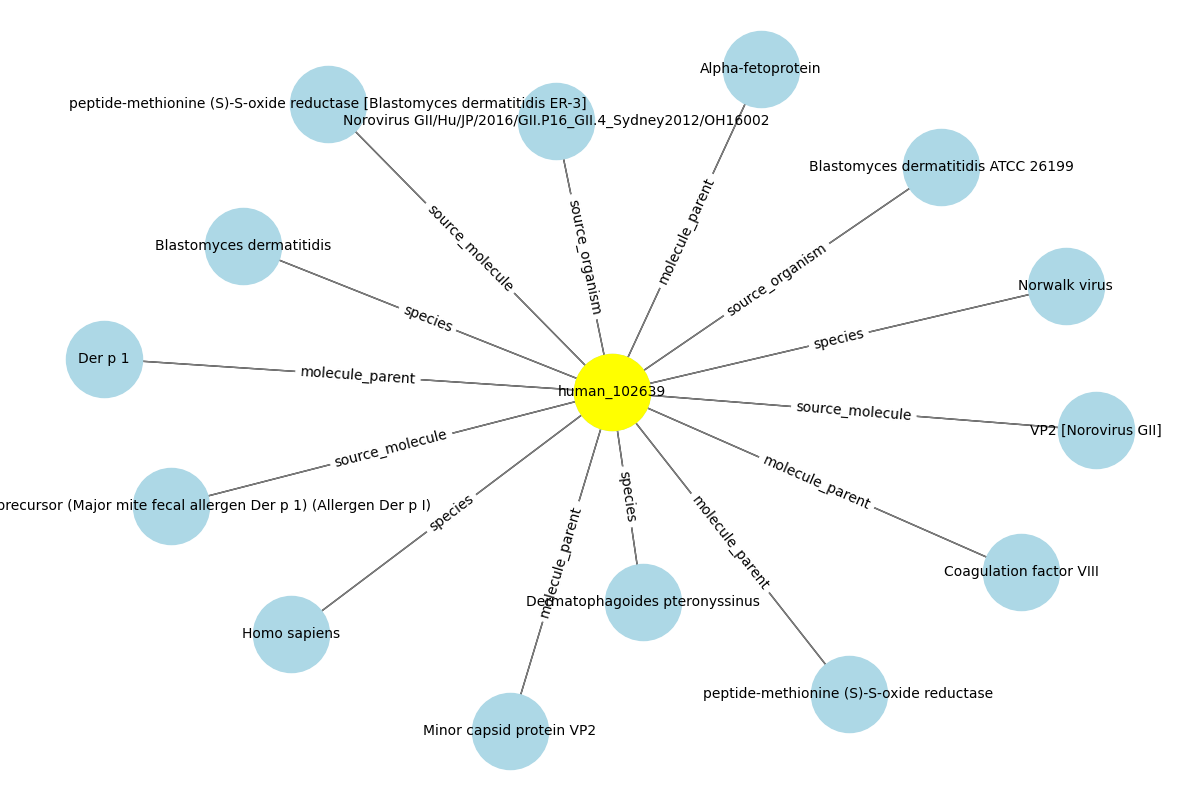 Alpha-fetoprotein
peptide-methionine (S)-S-oxide reductase [Blastomyces dermatitidis ER-3]
Norovirus GII/Hu/JP/2016/GII.P16_GII.4_Sydney2012/OH16002
Blastomyces dermatitidis ATCC 26199
molecule_parent
source_molecule
source_organism
Blastomyces dermatitidis
source_organism
Norwalk virus
species
species
Der p 1
molecule_parent
human_102639
source_molecule
VP2 [Norovirus GII]
source_molecule
molecule_parent
species
precursor (Major mite fecal allergen Der p 1) (Allergen Der p I)
species
molecule_parent
molecule_parent
Coagulation factor VIII
Dermatophagoides pteronyssinus
Homo sapiens
peptide-methionine (S)-S-oxide reductase
Minor capsid protein VP2